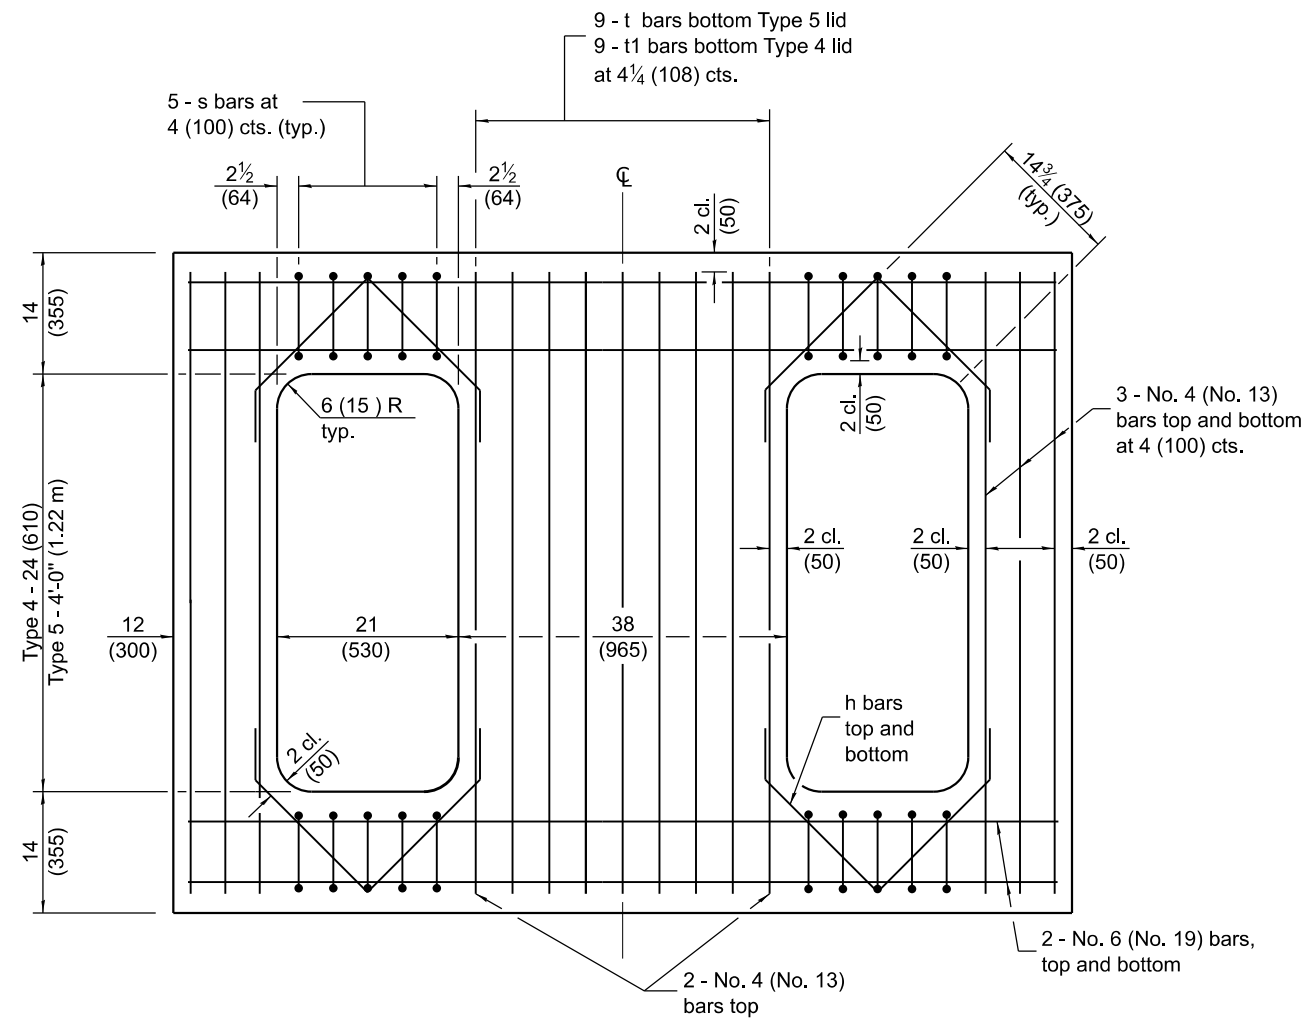 9 - t bars bottom Type 5 lid
9 - t1 bars bottom Type 4 lid
at 4¼ (108) cts.
5 - s bars at
4 (100) cts. (typ.)
2½
(64)
2½
(64)
℄
2 cl.
(50)
14¾ (375)
(typ.)
14
(355)
6 (15 ) R
typ.
2 cl.
(50)
3 - No. 4 (No. 13)
bars top and bottom
at 4 (100) cts.
Type 4 - 24 (610)
Type 5 - 4'-0" (1.22 m)
2 cl.
(50)
2 cl.
(50)
2 cl.
(50)
12
(300)
21
(530)
38
(965)
h bars
top and
bottom
2 cl.
(50)
14
(355)
2 - No. 6 (No. 19) bars,
top and bottom
2 - No. 4 (No. 13)
bars top